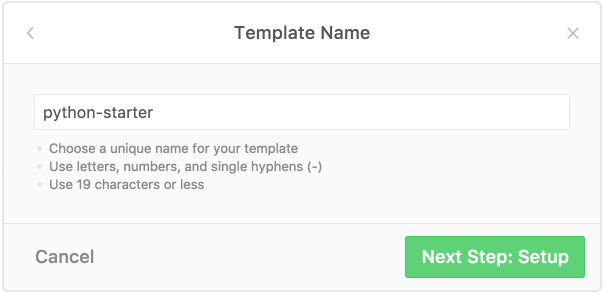 Template Name
python-starter
Choose a unique name for your template
Use letters, numbers, and single hyphens (-)
Use 19 characters or less
Cancel
Next Step: Setup